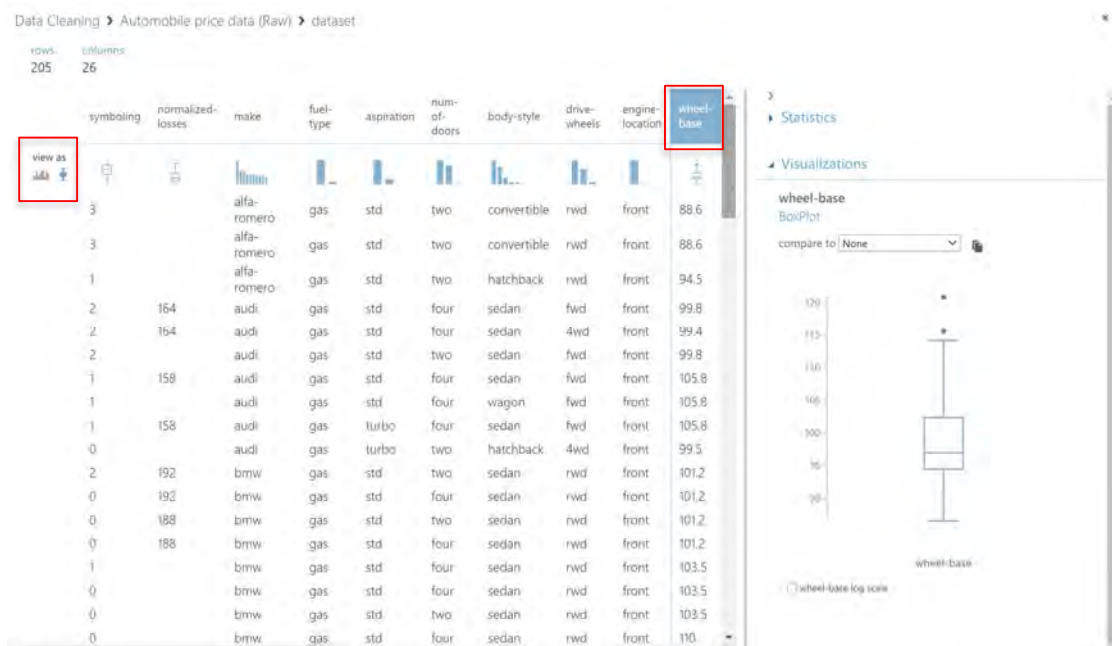 Data Cleaning > Automobile price data (Raw) > dataset
rows columns
205 26
symboling normalized-losses make fuel-type aspiration num-of-doors body-style drive-wheels engine-location wheel-base
view as
3 alfa-romero gas std two convertible rwd front 88.6
3 alfa-romero gas std two convertible rwd front 88.6
1 alfa-romero gas std two hatchback rwd front 94.5
2 164 audi gas std four sedan fwd front 99.8
2 164 audi gas std four sedan 4wd front 99.4
2 audi gas std two sedan fwd front 99.8
1 158 audi gas std four sedan fwd front 105.8
1 audi gas std four wagon fwd front 105.8
1 158 audi gas turbo four sedan fwd front 105.8
0 audi gas turbo two hatchback 4wd front 99.5
2 192 bmw gas std two sedan rwd front 101.2
0 192 bmw gas std four sedan rwd front 101.2
0 188 bmw gas std two sedan rwd front 101.2
0 188 bmw gas std four sedan rwd front 101.2
1 bmw gas std four sedan rwd front 103.5
0 bmw gas std four sedan rwd front 103.5
0 bmw gas std two sedan rwd front 103.5
0 bmw gas std four sedan rwd front 110
Statistics
Visualizations
wheel-base
BoxPlot
compare to None
120
115
110
105
100
95
90
wheel-base
wheel-base log scale